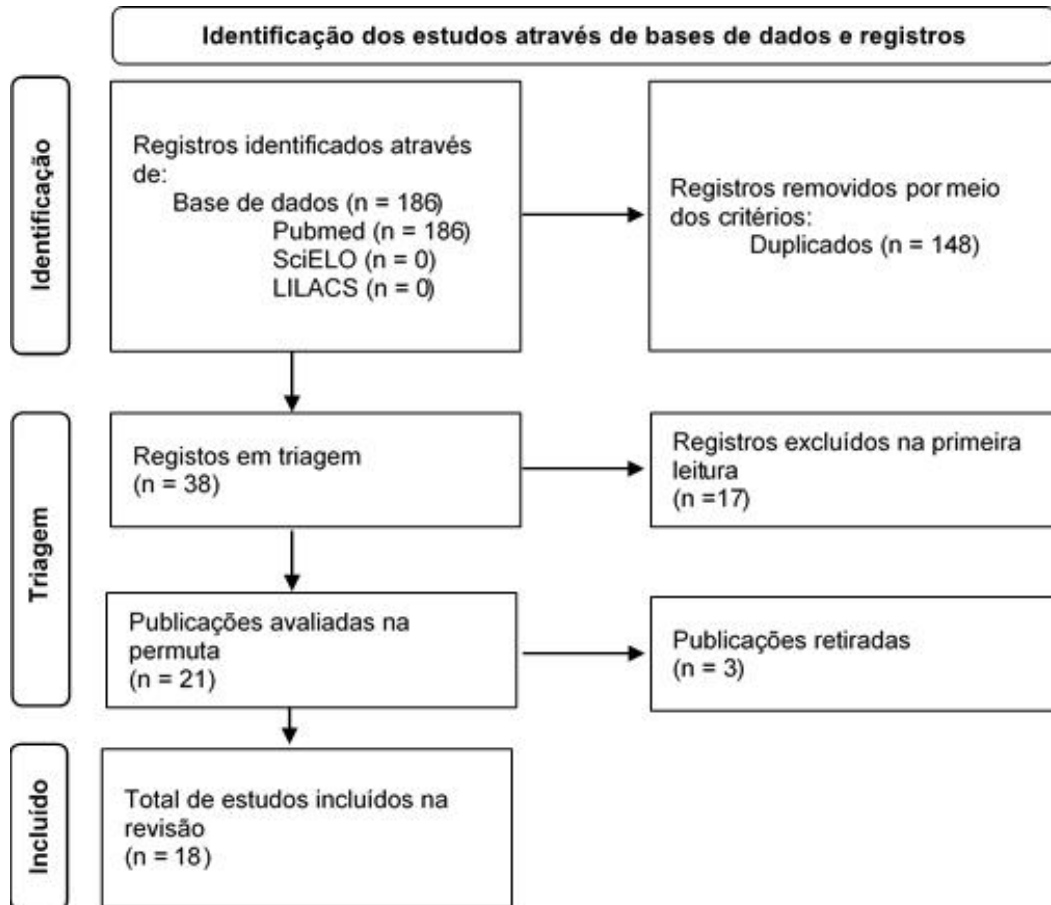 Identificação dos estudos através de bases de dados e registros
Identificação
Registros identificados através
de:
Base de dados (n = 186)
Pubmed (n = 186)
SciELO (n = 0)
LILACS (n = 0)
Registros removidos por meio
dos critérios:
Duplicados (n = 148)
Triagem
Registos em triagem
(n = 38)
Registros excluídos na primeira
leitura
(n =17)
Publicações avaliadas na
permuta
(n = 21)
Publicações retiradas
(n = 3)
Incluído
Total de estudos incluídos na
revisão
(n = 18)